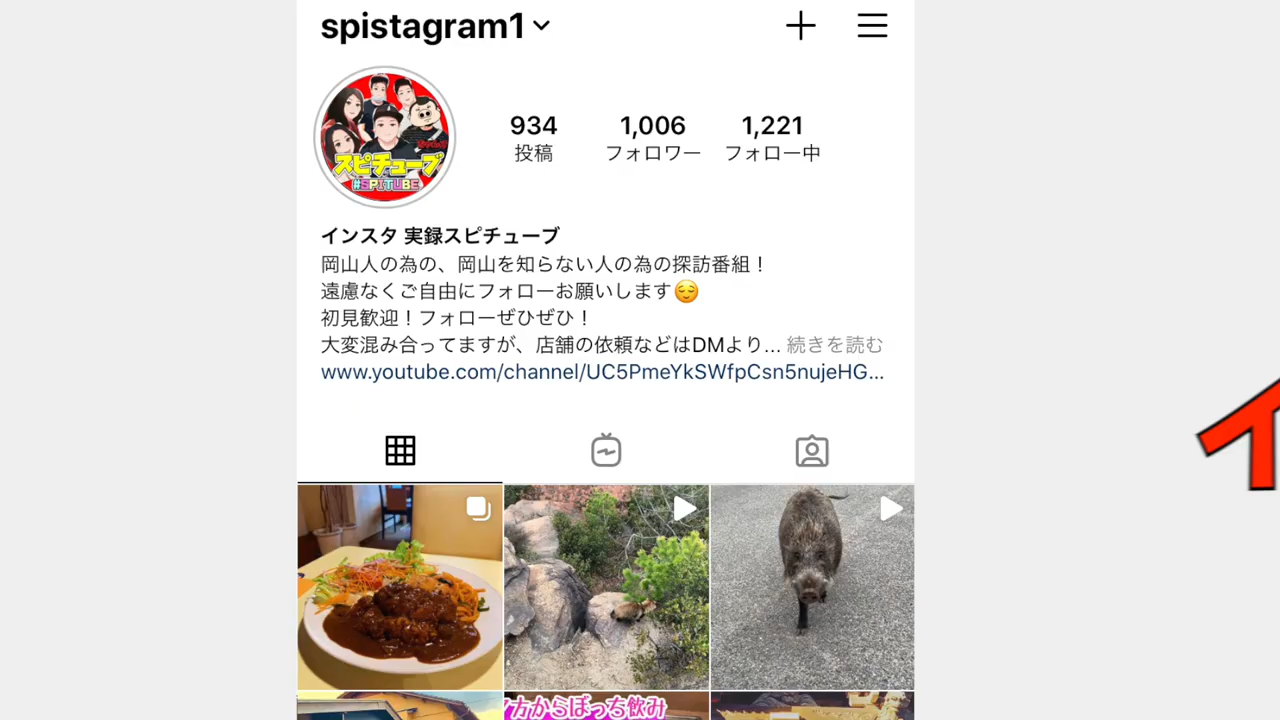 spistagram1
スピチューブ
#SPITUBE
934
投稿
1,006
フォロワー
1,221
フォロー中
インスタ 実録スピチューブ
岡山人の為の、岡山を知らない人の為の探訪番組！
遠慮なくご自由にフォローお願いします😌
初見歓迎！フォローぜひぜひ！
大変混み合ってますが、店舗の依頼などはDMより... 続きを読む
www.youtube.com/channel/UC5PmeYkSWfpCsn5nujeHG...
イ
方からぼっち飲み